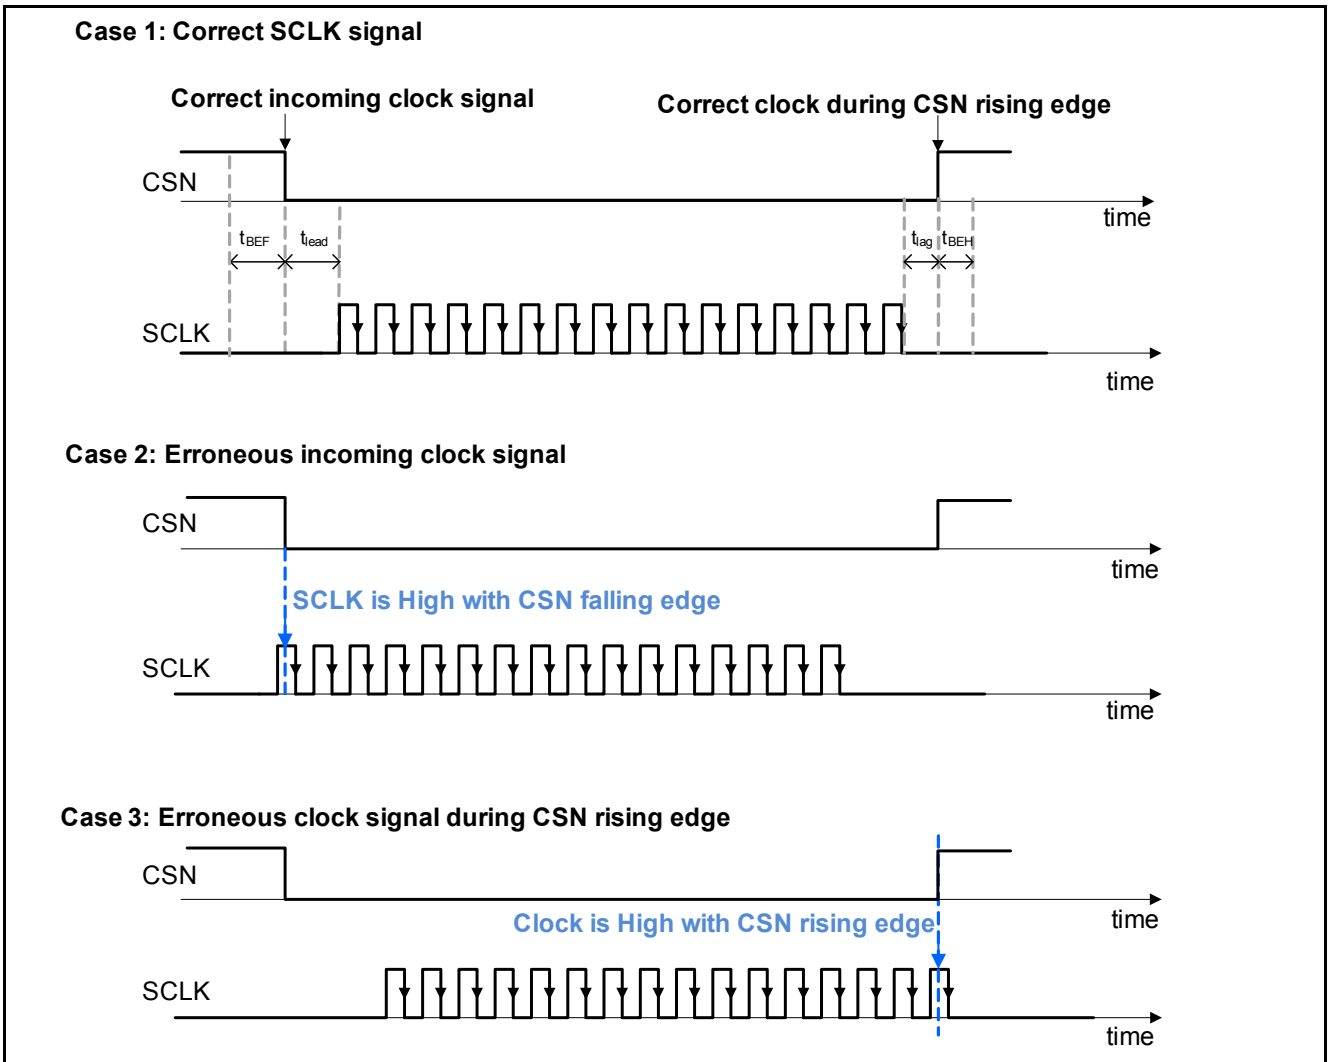 Case 1: Correct SCLK signal
Correct incoming clock signal
Correct clock during CSN rising edge
CSN
time
tBEF
tlead
tlag
tBEH
SCLK
time
Case 2: Erroneous incoming clock signal
CSN
time
SCLK is High with CSN falling edge
SCLK
time
Case 3: Erroneous clock signal during CSN rising edge
CSN
time
Clock is High with CSN rising edge
SCLK
time